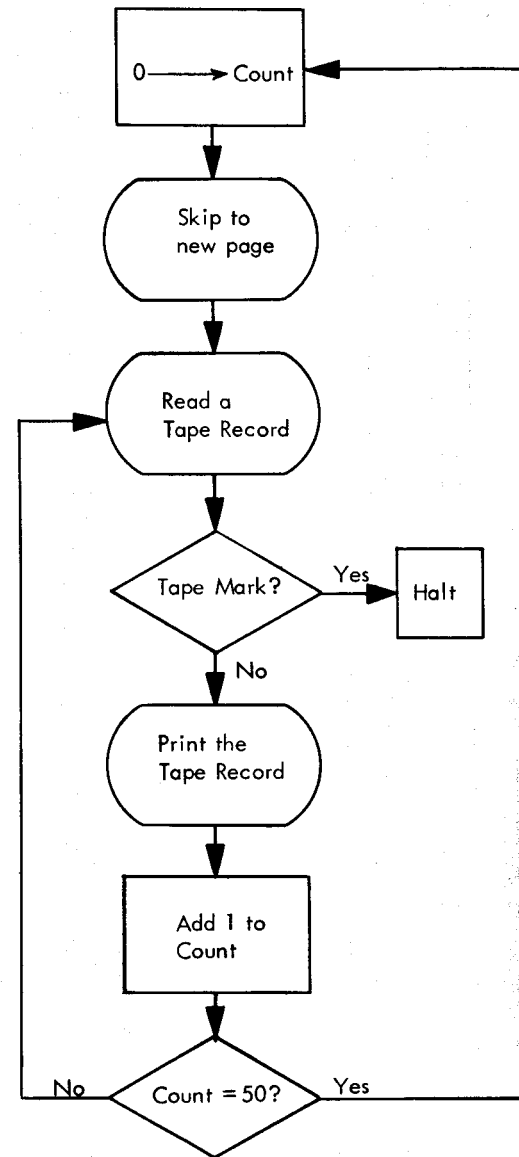 0 → Count
Skip to
new page
Read a
Tape Record
Tape Mark?
Yes
Halt
No
Print the
Tape Record
Add 1 to
Count
No
Count = 50?
Yes